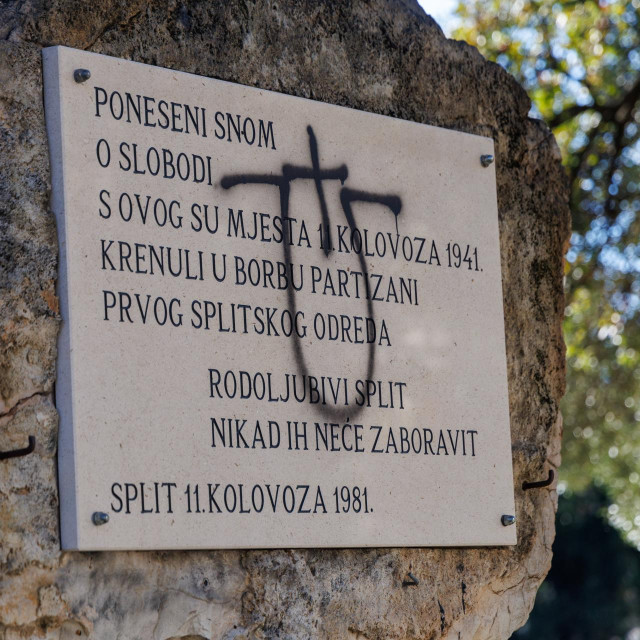 PONESENI SNOM
O SLOBODI
S OVOG SU MJESTA 11. KOLOVOZA 1941.
KRENULI U BORBU PARTIZANI
PRVOG SPLITSKOG ODREDA
RODOLJUBIVI SPLIT
NIKAD IH NEĆE ZABORAVIT
SPLIT 11.KOLOVOZA 1981.